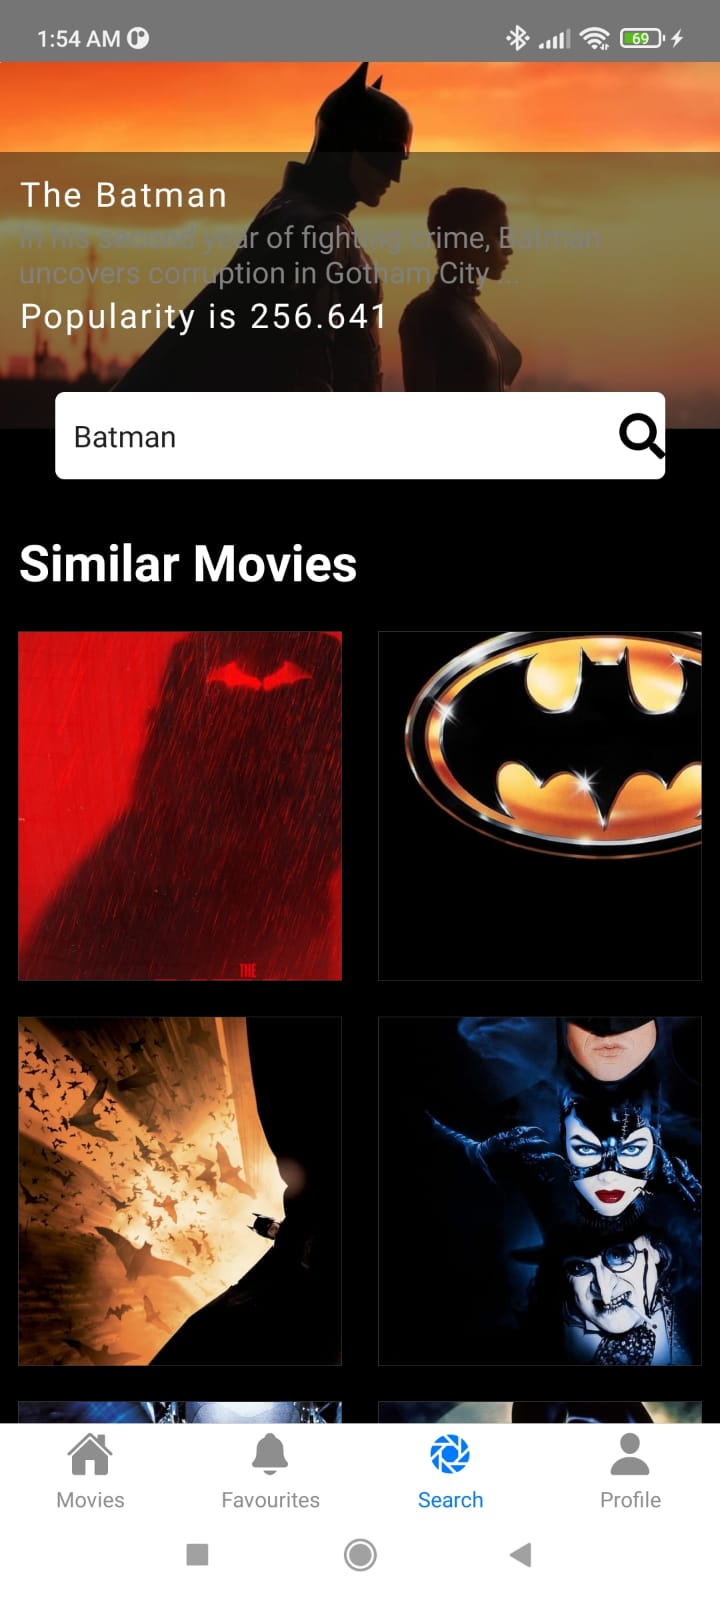 1:54 AM
69
The Batman
In his second year of fighting crime, Batman
uncovers corruption in Gotham City ...
Popularity is 256.641
Batman
Similar Movies
THE
Movies
Favourites
Search
Profile